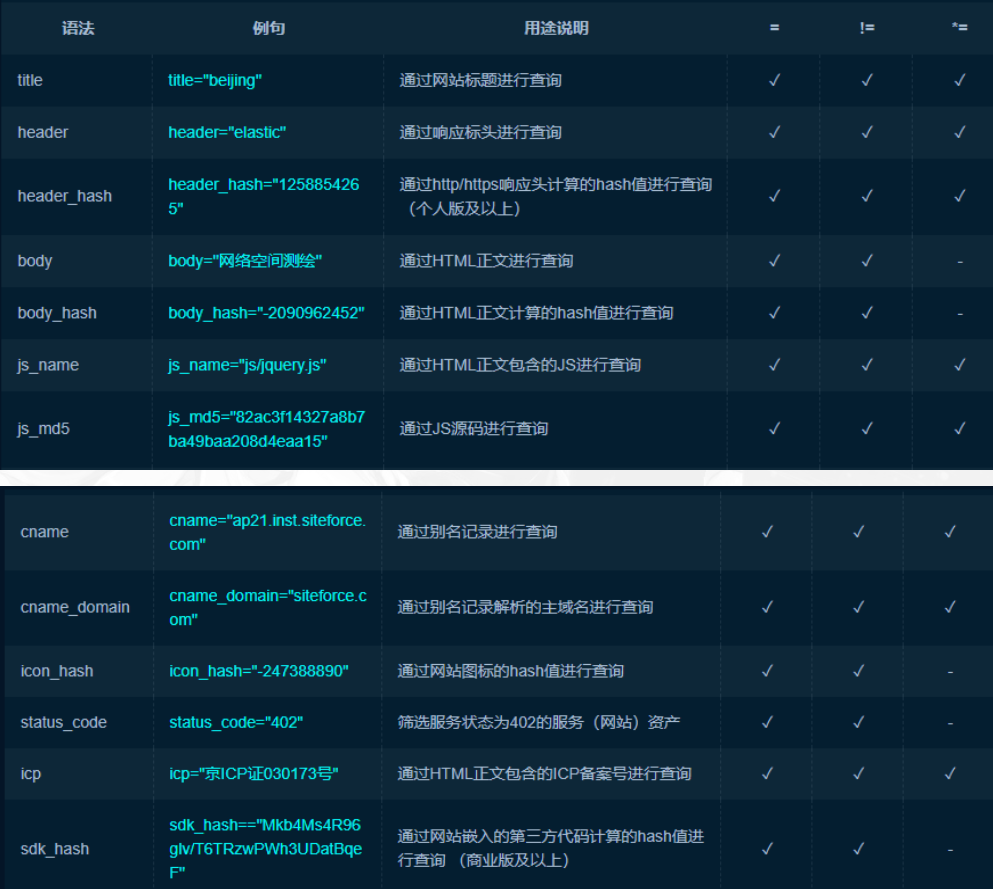 语法 例句 用途说明 = != *=
title title="beijing" 通过网站标题进行查询 ✓ ✓ ✓
header header="elastic" 通过响应标头进行查询 ✓ ✓ ✓
header_hash header_hash="125885426 通过http/https响应头计算的hash值进行查询 ✓ ✓ ✓
5" （个人版及以上）
body body="网络空间测绘" 通过HTML正文进行查询 ✓ ✓ -
body_hash body_hash="-2090962452" 通过HTML正文计算的hash值进行查询 ✓ ✓ -
js_name js_name="js/jquery.js" 通过HTML正文包含的JS进行查询 ✓ ✓ ✓
js_md5 js_md5="82ac3f14327a8b7 通过JS源码进行查询 ✓ ✓ ✓
ba49baa208d4eaa15"
cname cname="ap21.inst.siteforce. 通过别名记录进行查询 ✓ ✓ ✓
com"
cname_domain cname_domain="siteforce.c 通过别名记录解析的主域名进行查询 ✓ ✓ ✓
om"
icon_hash icon_hash="-247388890" 通过网站图标的hash值进行查询 ✓ ✓ -
status_code status_code="402" 筛选服务状态为402的服务（网站）资产 ✓ ✓ -
icp icp="京ICP证030173号" 通过HTML正文包含的ICP备案号进行查询 ✓ ✓ ✓
sdk_hash sdk_hash=="Mkb4Ms4R96 通过网站嵌入的第三方代码计算的hash值进 ✓ ✓ -
glv/T6TRzwPWh3UDatBqe 行查询 （商业版及以上）
F"